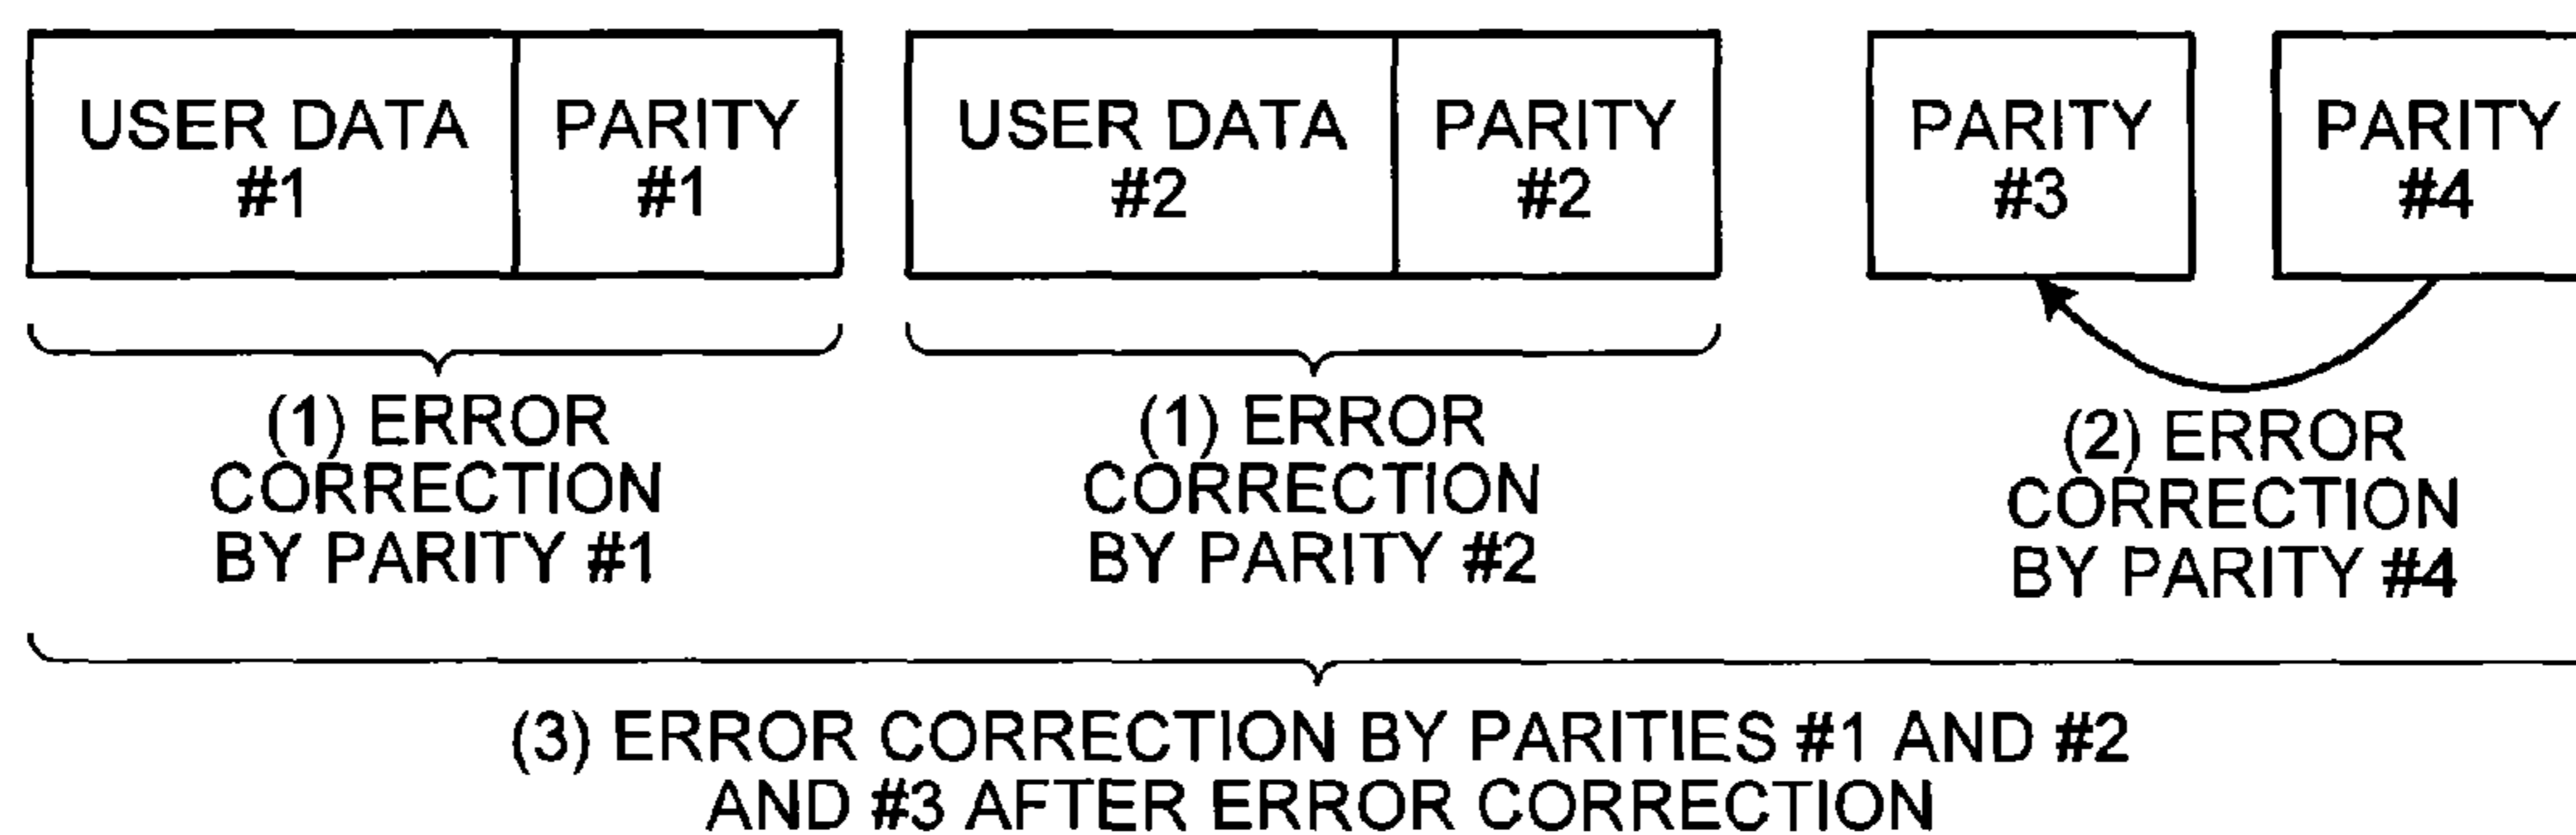 USER DATA
#1
PARITY
#1
USER DATA
#2
PARITY
#2
PARITY
#3
PARITY
#4
(1) ERROR
CORRECTION
BY PARITY #1
(1) ERROR
CORRECTION
BY PARITY #2
(2) ERROR
CORRECTION
BY PARITY #4
(3) ERROR CORRECTION BY PARITIES #1 AND #2
AND #3 AFTER ERROR CORRECTION